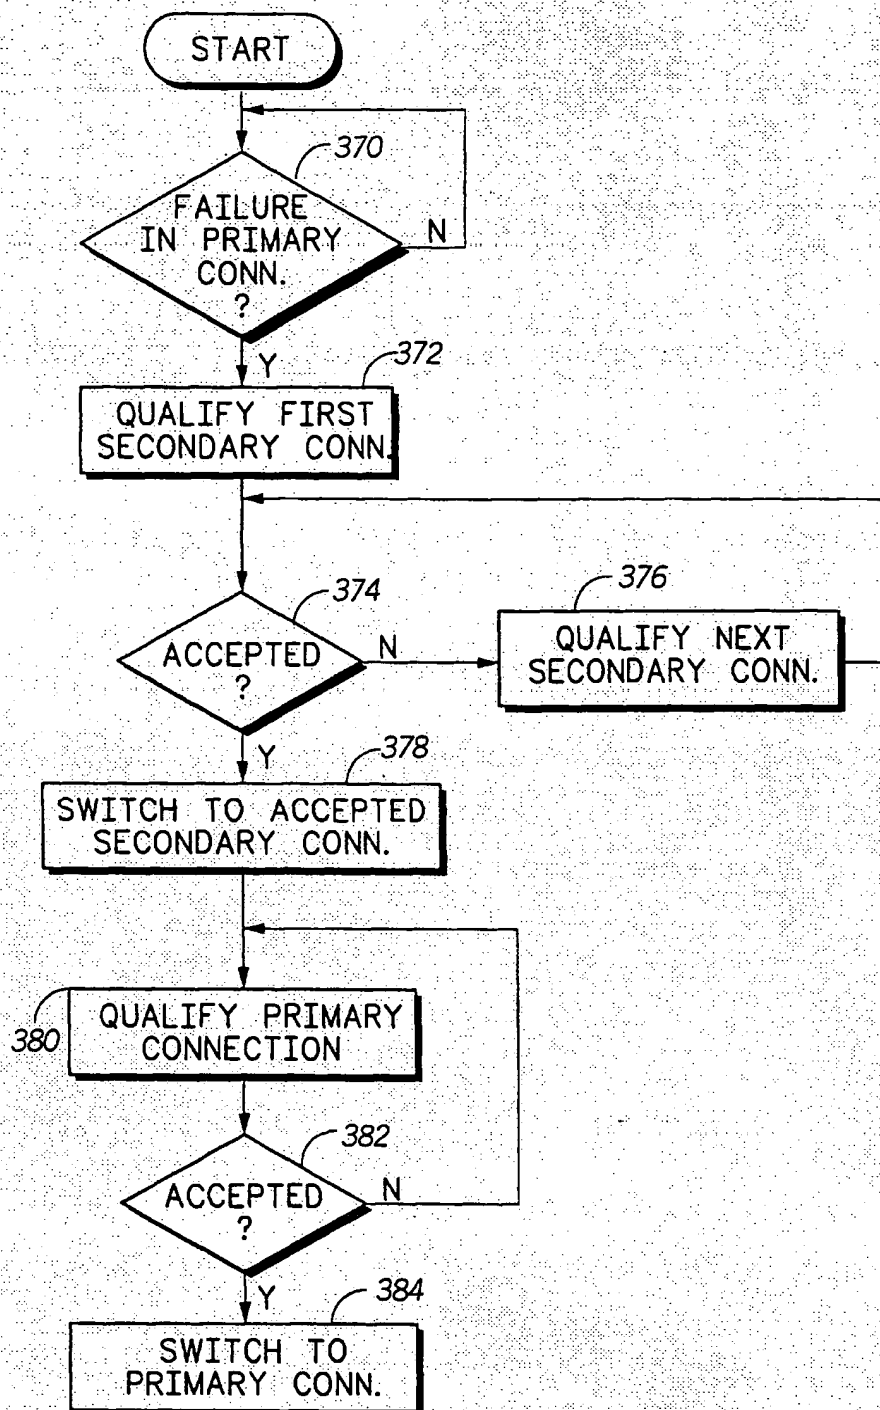 START
370
FAILURE
IN PRIMARY
CONN.
?
N
Y
372
QUALIFY FIRST
SECONDARY CONN.
374
ACCEPTED
?
N
376
QUALIFY NEXT
SECONDARY CONN.
Y
378
SWITCH TO ACCEPTED
SECONDARY CONN.
380
QUALIFY PRIMARY
CONNECTION
382
ACCEPTED
?
N
Y
384
SWITCH TO
PRIMARY CONN.